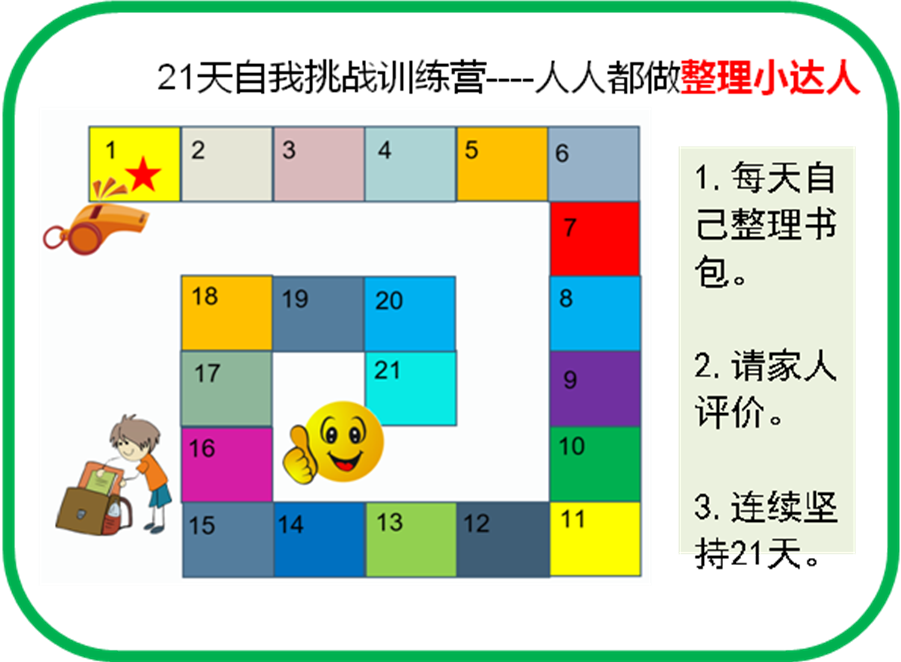 21天自我挑战训练营----人人都做整理小达人
1 2 3 4 5 6
7
18 19 20 8
17 21 9
16 10
15 14 13 12 11
1. 每天自
己整理书
包。
2. 请家人
评价。
3. 连续坚
持21天。